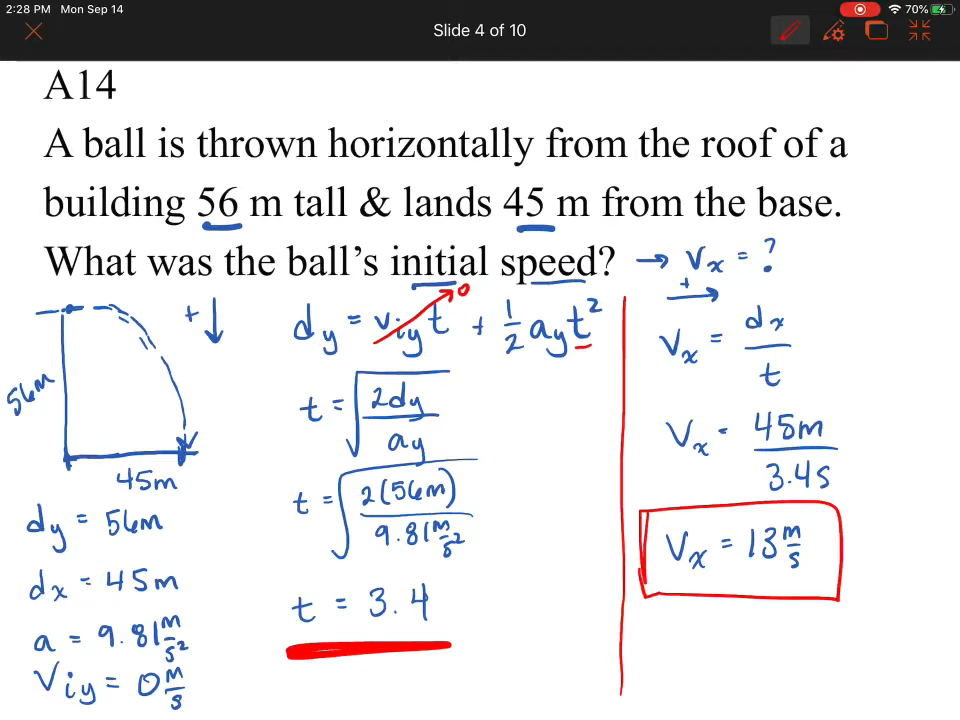 2:28 PM Mon Sep 14
70%
Slide 4 of 10
A14
A ball is thrown horizontally from the roof of a
building 56 m tall & lands 45 m from the base.
What was the ball’s initial speed? → Vx = ?
56m
45m
dy = 56m
dx = 45m
a = 9.81 m/s²
Viy = 0 m/s
+ ↓
dy = viyt + 1/2 ayt²
0
t = √(2dy/ay)
t = √(2(56m)/9.81 m/s²)
t = 3.4
+ →
Vx = dx/t
Vx = 45m/3.4s
Vx = 13 m/s